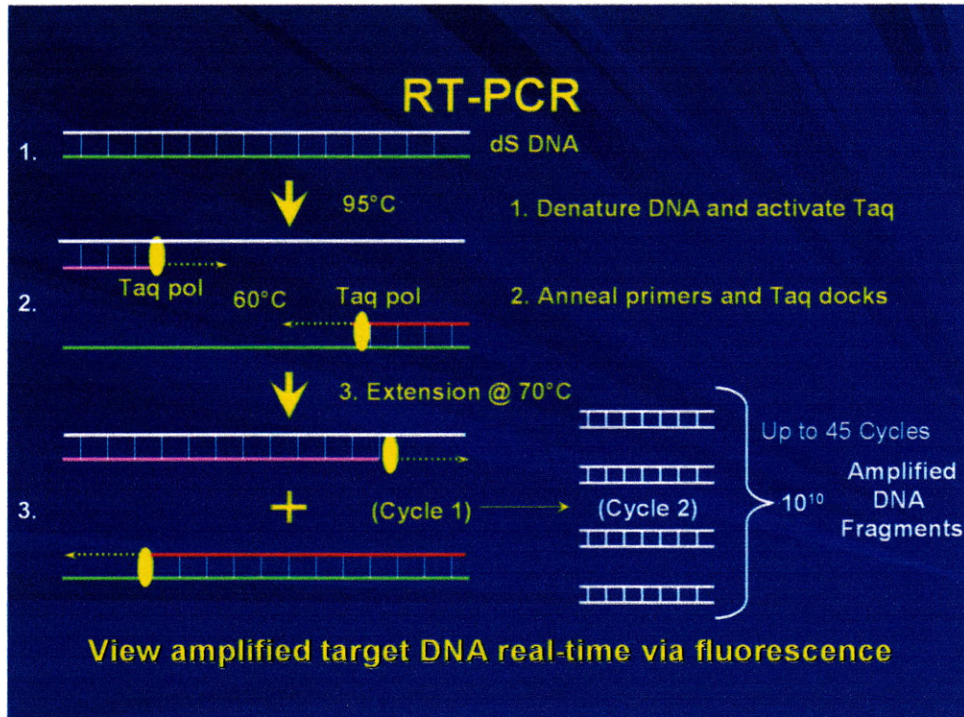 RT-PCR
1.
dS DNA
95°C
1. Denature DNA and activate Taq
Taq pol
2.
60°C
Taq pol
2. Anneal primers and Taq docks
3. Extension @ 70°C
3.
(Cycle 1)
(Cycle 2)
Up to 45 Cycles
10¹⁰
Amplified
DNA
Fragments
View amplified target DNA real-time via fluorescence